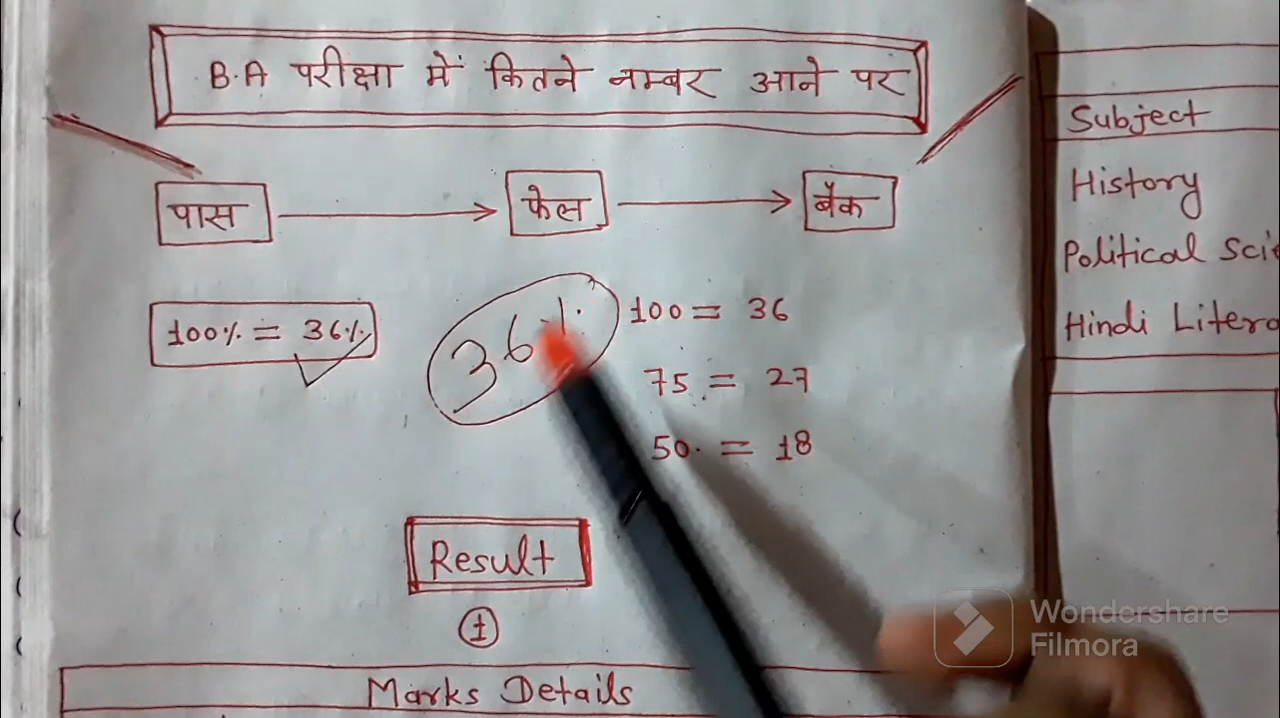 B.A परीक्षा में कितने नम्बर आने पर
पास फेल बैक
100% = 36%
36%
100 = 36
75 = 27
50. = 18
Result
1
Marks Details
Subject
History
Political Sci
Hindi Litera
Wondershare
Filmora